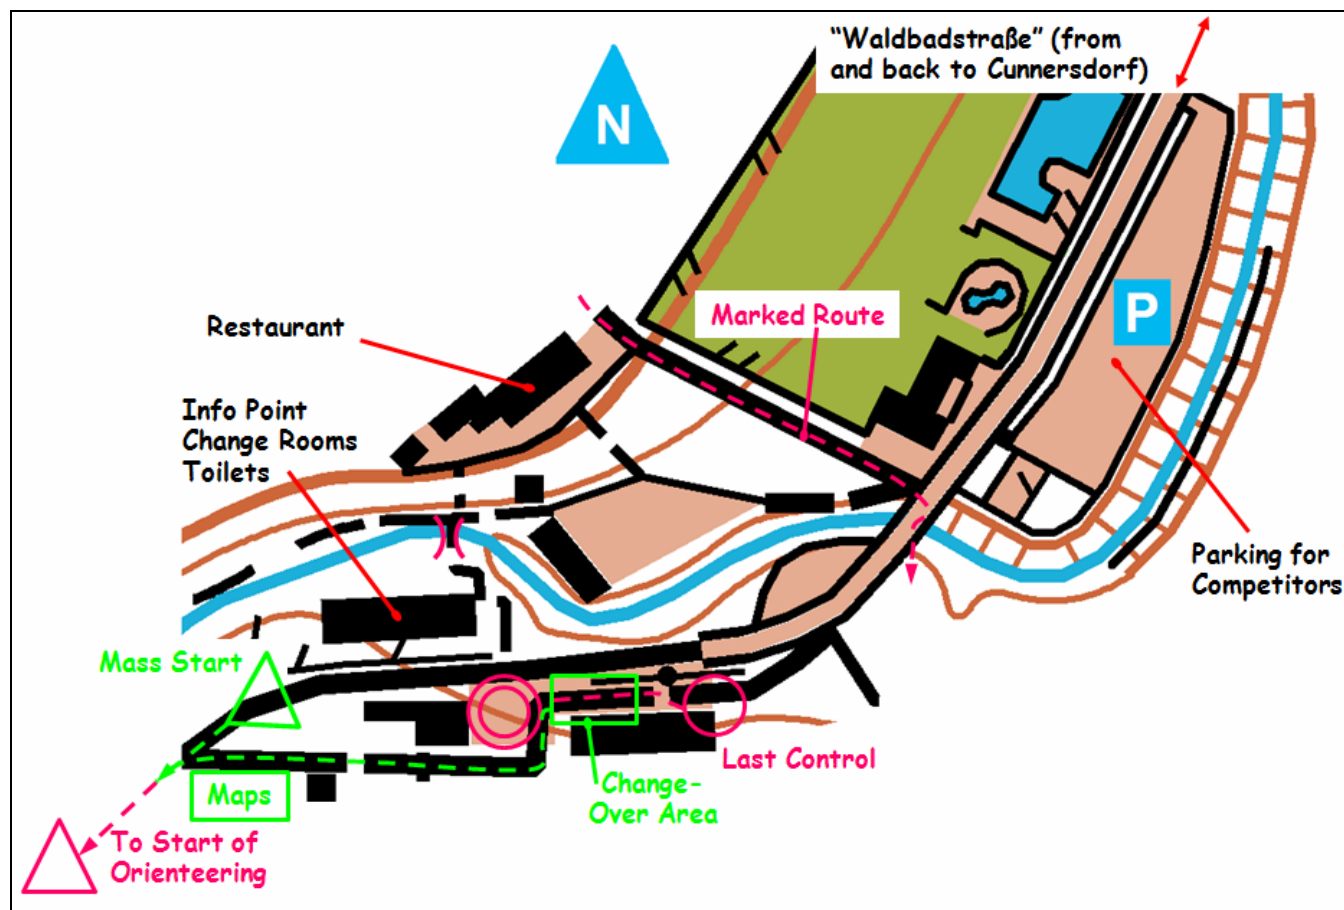 “Waldbadstraße” (from
and back to Cunnersdorf)
N
Marked Route
P
Restaurant
Info Point
Change Rooms
Toilets
Parking for
Competitors
Mass Start
Last Control
Maps
Change-
Over Area
To Start of
Orienteering